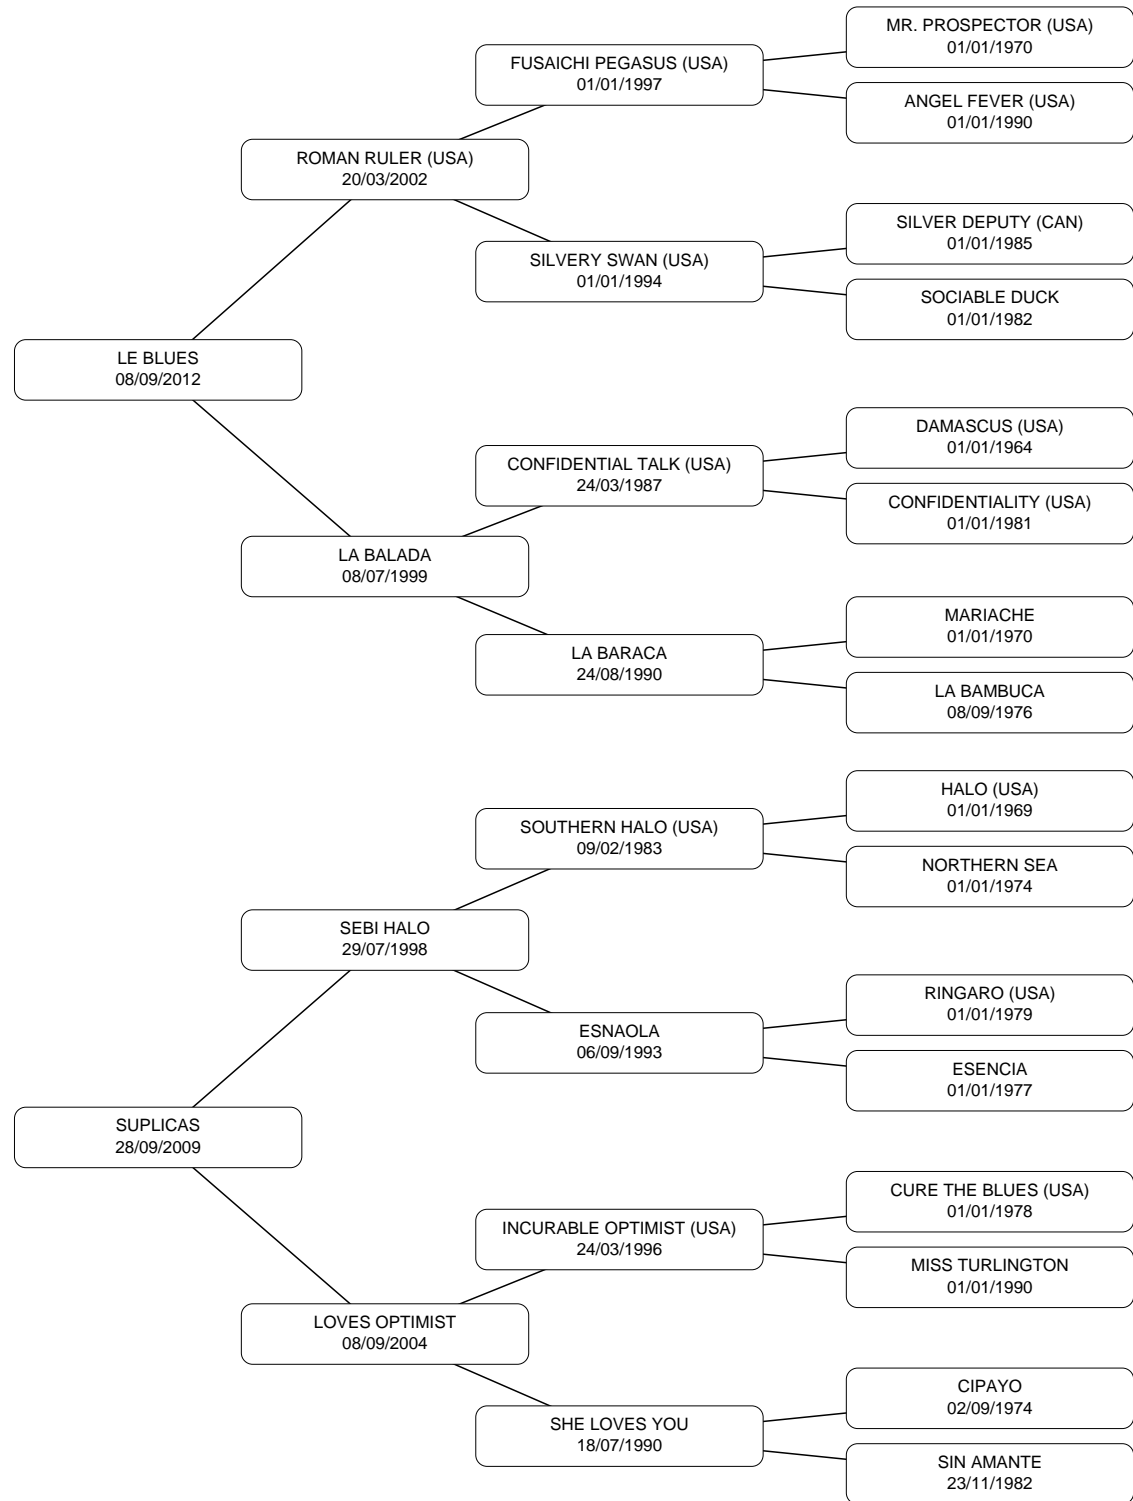 MR. PROSPECTOR (USA)
01/01/1970
FUSAICHI PEGASUS (USA)
01/01/1997
ANGEL FEVER (USA)
01/01/1990
ROMAN RULER (USA)
20/03/2002
SILVER DEPUTY (CAN)
01/01/1985
SILVERY SWAN (USA)
01/01/1994
SOCIABLE DUCK
01/01/1982
LE BLUES
08/09/2012
DAMASCUS (USA)
01/01/1964
CONFIDENTIAL TALK (USA)
24/03/1987
CONFIDENTIALITY (USA)
01/01/1981
LA BALADA
08/07/1999
MARIACHE
01/01/1970
LA BARACA
24/08/1990
LA BAMBUCA
08/09/1976
HALO (USA)
01/01/1969
SOUTHERN HALO (USA)
09/02/1983
NORTHERN SEA
01/01/1974
SEBI HALO
29/07/1998
RINGARO (USA)
01/01/1979
ESNAOLA
06/09/1993
ESENCIA
01/01/1977
SUPLICAS
28/09/2009
CURE THE BLUES (USA)
01/01/1978
INCURABLE OPTIMIST (USA)
24/03/1996
MISS TURLINGTON
01/01/1990
LOVES OPTIMIST
08/09/2004
CIPAYO
02/09/1974
SHE LOVES YOU
18/07/1990
SIN AMANTE
23/11/1982